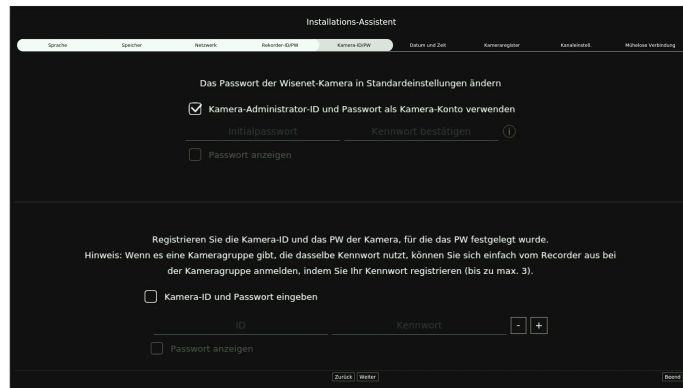 Installations-Assistent
Sprache Speicher Netzwerk Rekorder-ID/PW Kamera-ID/PW Datum und Zeit Kameraregister Kanaleinstell. Mühelose Verbindung
Das Passwort der Wisenet-Kamera in Standardeinstellungen ändern
Kamera-Administrator-ID und Passwort als Kamera-Konto verwenden
Initialpasswort Kennwort bestätigen
Passwort anzeigen
Registrieren Sie die Kamera-ID und das PW der Kamera, für die das PW festgelegt wurde.
Hinweis: Wenn es eine Kameragruppe gibt, die dasselbe Kennwort nutzt, können Sie sich einfach vom Recorder aus bei
der Kameragruppe anmelden, indem Sie Ihr Kennwort registrieren (bis zu max. 3).
Kamera-ID und Passwort eingeben
ID Kennwort - +
Passwort anzeigen
Zurück Weiter Beend